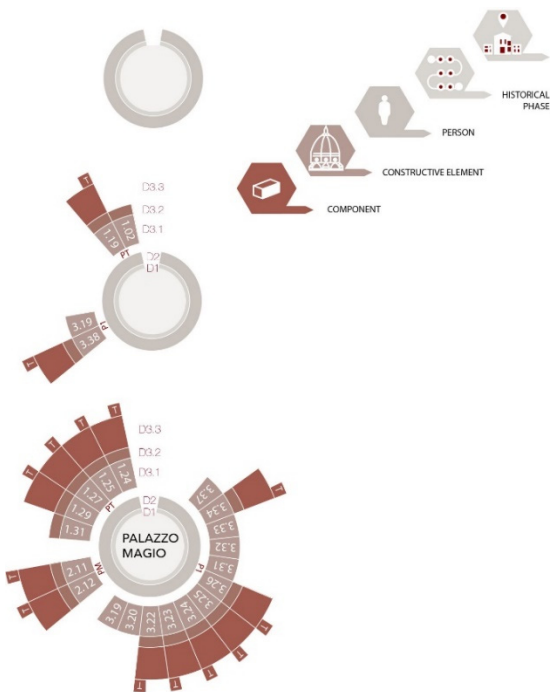 HISTORICAL
PHASE
PERSON
CONSTRUCTIVE ELEMENT
COMPONENT
T
D3.3
D3.2
D3.1
1.02
1.19
PT
D2
D1
3.19
3.38
P1
T
T
T
T
T
D3.3
D3.2
D3.1
1.24
1.25
1.27
1.29
1.31
PT
D2
D1
PALAZZO
MAGIO
PM
2.11
2.12
T
T
P1
3.37
3.34
3.33
3.32
3.31
3.26
3.25
3.24
3.23
3.22
3.20
3.19
T
T
T
T
T
T